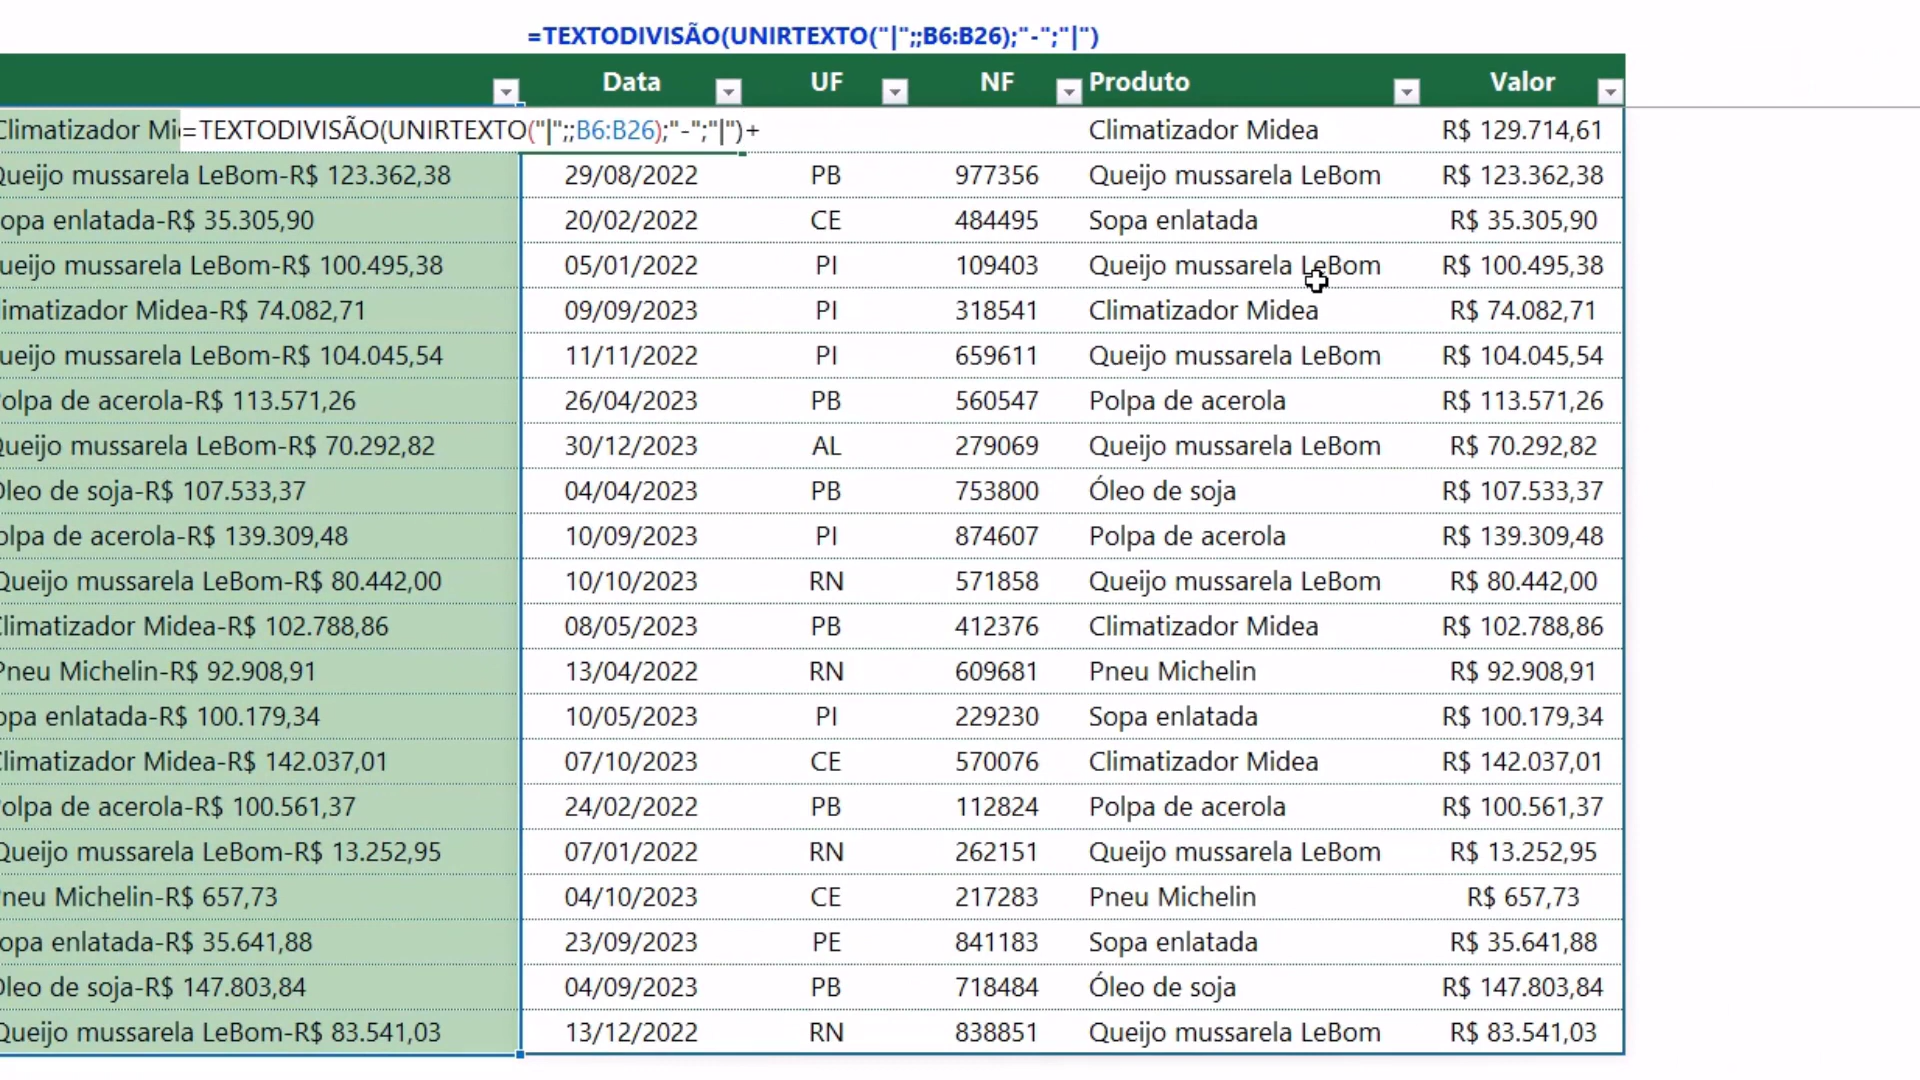 =TEXTODIVISÃO(UNIRTEXTO("|";;B6:B26);"-";"|")
Data UF NF Produto Valor
Climatizador =TEXTODIVISÃO(UNIRTEXTO("|";;B6:B26);"-";"|")+ Climatizador Midea R$ 129.714,61
Queijo mussarela LeBom-R$ 123.362,38 29/08/2022 PB 977356 Queijo mussarela LeBom R$ 123.362,38
enlatada-R$ 35.305,90 20/02/2022 CE 484495 Sopa enlatada R$ 35.305,90
mussarela LeBom-R$ 100.495,38 05/01/2022 PI 109403 Queijo mussarela LeBom R$ 100.495,38
Midea-R$ 74.082,71 09/09/2023 PI 318541 Climatizador Midea R$ 74.082,71
mussarela LeBom-R$ 104.045,54 11/11/2022 PI 659611 Queijo mussarela LeBom R$ 104.045,54
de acerola-R$ 113.571,26 26/04/2023 PB 560547 Polpa de acerola R$ 113.571,26
Queijo mussarela LeBom-R$ 70.292,82 30/12/2023 AL 279069 Queijo mussarela LeBom R$ 70.292,82
de soja-R$ 107.533,37 04/04/2023 PB 753800 Óleo de soja R$ 107.533,37
de acerola-R$ 139.309,48 10/09/2023 PI 874607 Polpa de acerola R$ 139.309,48
Queijo mussarela LeBom-R$ 80.442,00 10/10/2023 RN 571858 Queijo mussarela LeBom R$ 80.442,00
Midea-R$ 102.788,86 08/05/2023 PB 412376 Climatizador Midea R$ 102.788,86
Pneu Michelin-R$ 92.908,91 13/04/2022 RN 609681 Pneu Michelin R$ 92.908,91
enlatada-R$ 100.179,34 10/05/2023 PI 229230 Sopa enlatada R$ 100.179,34
Midea-R$ 142.037,01 07/10/2023 CE 570076 Climatizador Midea R$ 142.037,01
de acerola-R$ 100.561,37 24/02/2022 PB 112824 Polpa de acerola R$ 100.561,37
Queijo mussarela LeBom-R$ 13.252,95 07/01/2022 RN 262151 Queijo mussarela LeBom R$ 13.252,95
Michelin-R$ 657,73 04/10/2023 CE 217283 Pneu Michelin R$ 657,73
enlatada-R$ 35.641,88 23/09/2023 PE 841183 Sopa enlatada R$ 35.641,88
de soja-R$ 147.803,84 04/09/2023 PB 718484 Óleo de soja R$ 147.803,84
Queijo mussarela LeBom-R$ 83.541,03 13/12/2022 RN 838851 Queijo mussarela LeBom R$ 83.541,03